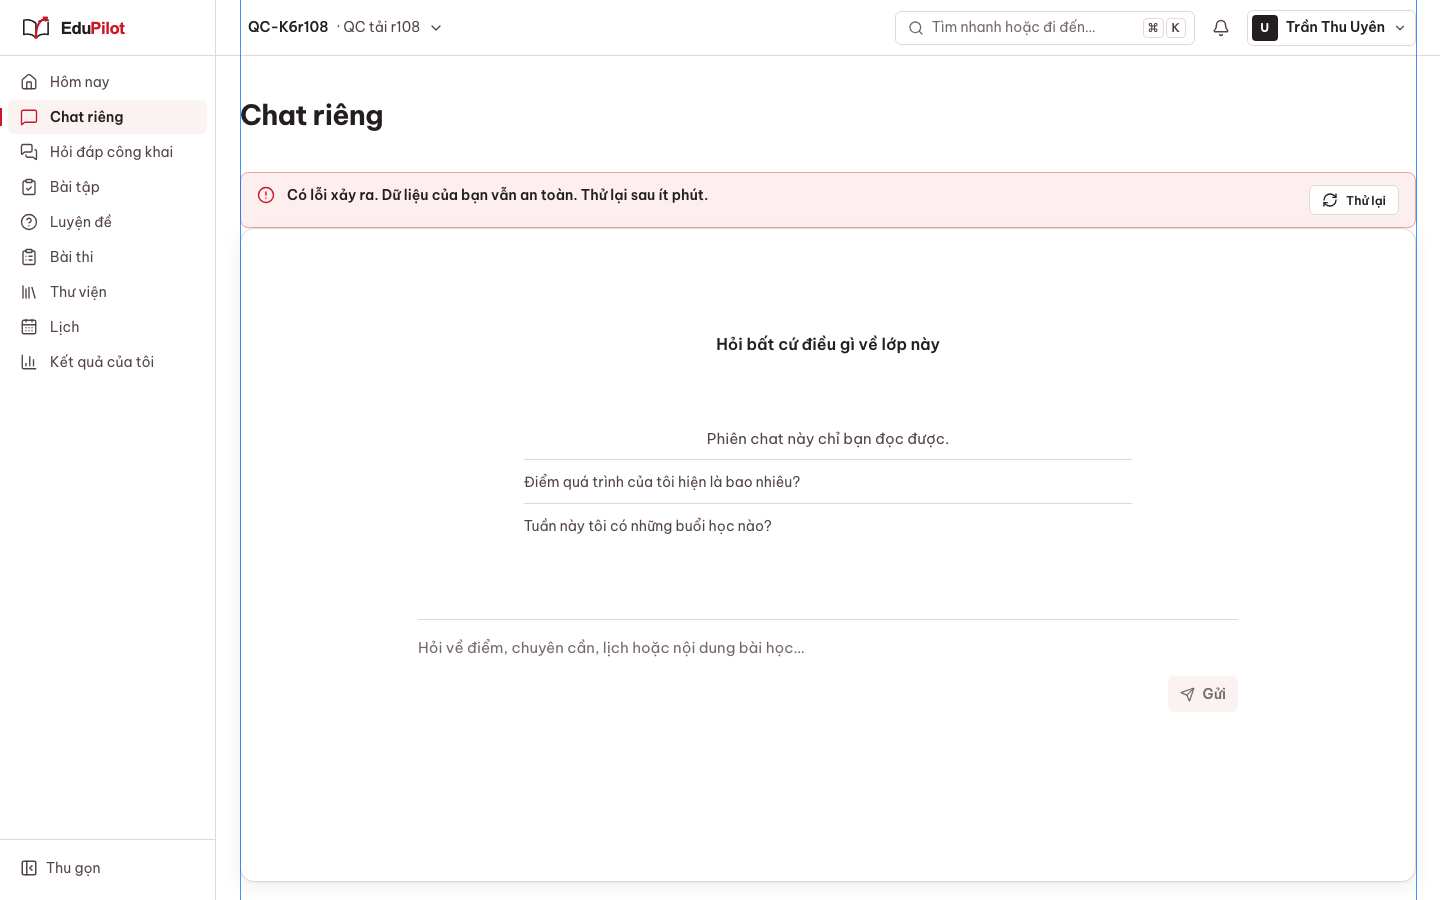 EduPilot
QC-K6r108 · QC tải r108
Tìm nhanh hoặc đi đến...
⌘ K
U Trần Thu Uyên
Hôm nay
Chat riêng
Hỏi đáp công khai
Bài tập
Luyện đề
Bài thi
Thư viện
Lịch
Kết quả của tôi
Thu gọn
Chat riêng
Có lỗi xảy ra. Dữ liệu của bạn vẫn an toàn. Thử lại sau ít phút.
Thử lại
Hỏi bất cứ điều gì về lớp này
Phiên chat này chỉ bạn đọc được.
Điểm quá trình của tôi hiện là bao nhiêu?
Tuần này tôi có những buổi học nào?
Hỏi về điểm, chuyên cần, lịch hoặc nội dung bài học...
Gửi